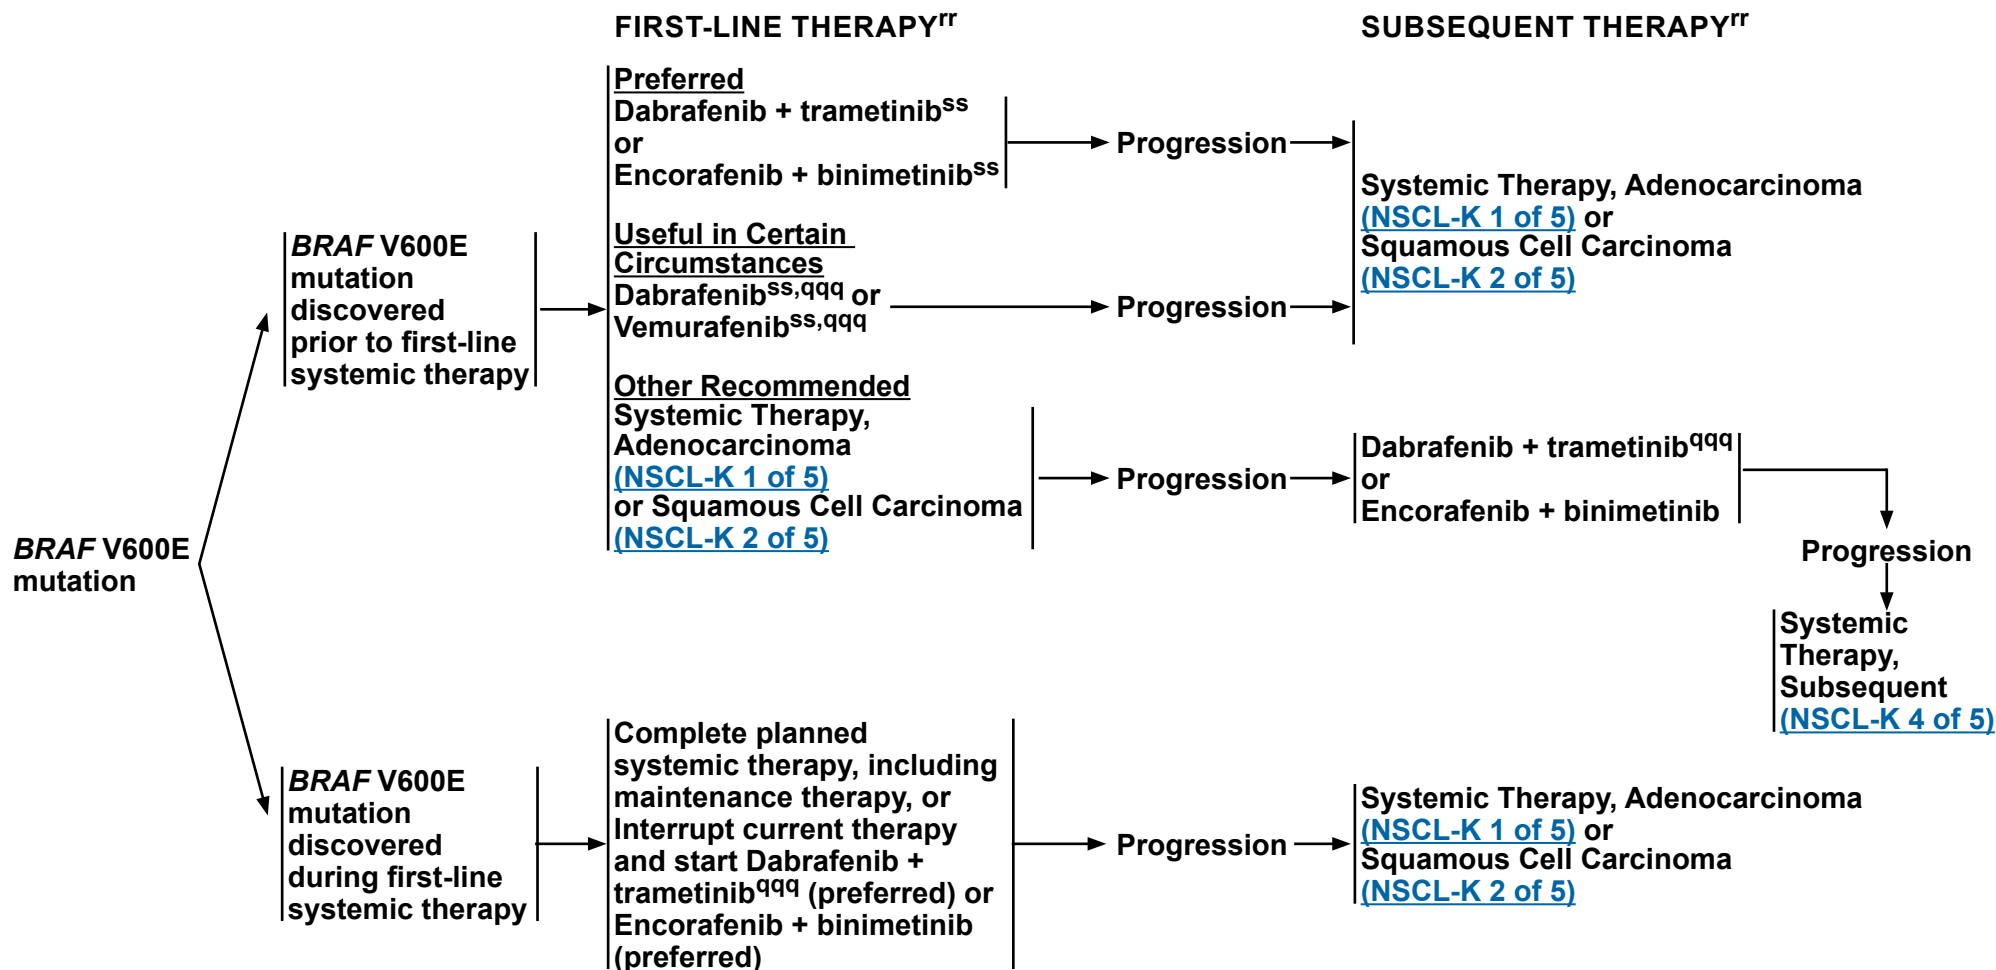 FIRST-LINE THERAPYrr
SUBSEQUENT THERAPYrr
BRAF V600E
mutation
BRAF V600E
mutation
discovered
prior to first-line
systemic therapy
Preferred
Dabrafenib + trametinibss
or
Encorafenib + binimetinibss
Progression
Useful in Certain
Circumstances
Dabrafenibss,qqq or
Vemurafenibss,qqq
Progression
Systemic Therapy, Adenocarcinoma
(NSCL-K 1 of 5) or
Squamous Cell Carcinoma
(NSCL-K 2 of 5)
Other Recommended
Systemic Therapy,
Adenocarcinoma
(NSCL-K 1 of 5)
or Squamous Cell Carcinoma
(NSCL-K 2 of 5)
Progression
Dabrafenib + trametinibqqq
or
Encorafenib + binimetinib
Progression
Systemic
Therapy,
Subsequent
(NSCL-K 4 of 5)
BRAF V600E
mutation
discovered
during first-line
systemic therapy
Complete planned
systemic therapy, including
maintenance therapy, or
Interrupt current therapy
and start Dabrafenib +
trametinibqqq (preferred) or
Encorafenib + binimetinib
(preferred)
Progression
Systemic Therapy, Adenocarcinoma
(NSCL-K 1 of 5) or
Squamous Cell Carcinoma
(NSCL-K 2 of 5)